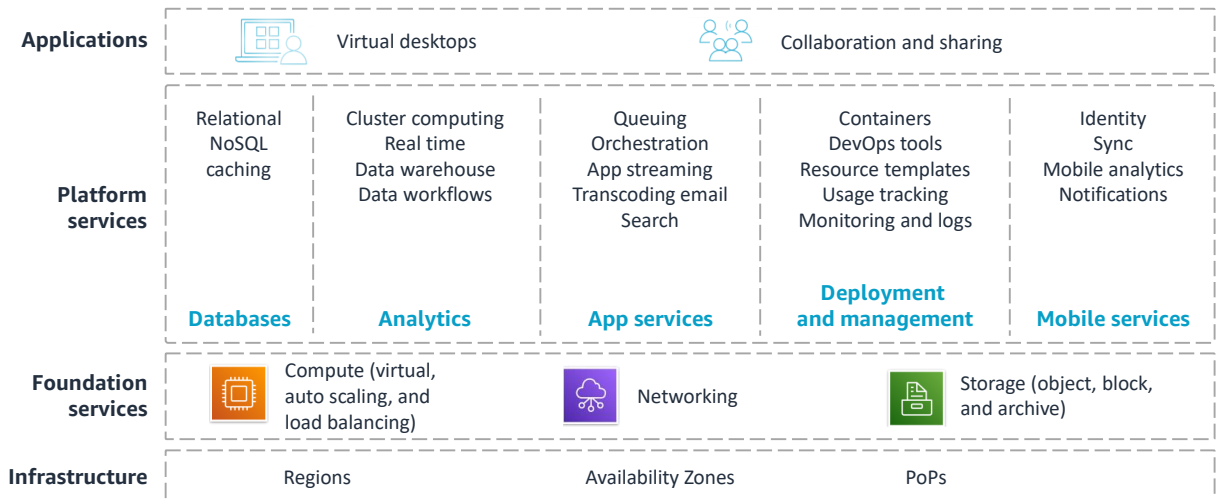 Applications
Virtual desktops
Collaboration and sharing
Platform
services
Relational
NoSQL
caching
Databases
Cluster computing
Real time
Data warehouse
Data workflows
Analytics
Queuing
Orchestration
App streaming
Transcoding email
Search
App services
Containers
DevOps tools
Resource templates
Usage tracking
Monitoring and logs
Deployment
and management
Identity
Sync
Mobile analytics
Notifications
Mobile services
Foundation
services
Compute (virtual,
auto scaling, and
load balancing)
Networking
Storage (object, block,
and archive)
Infrastructure
Regions
Availability Zones
PoPs